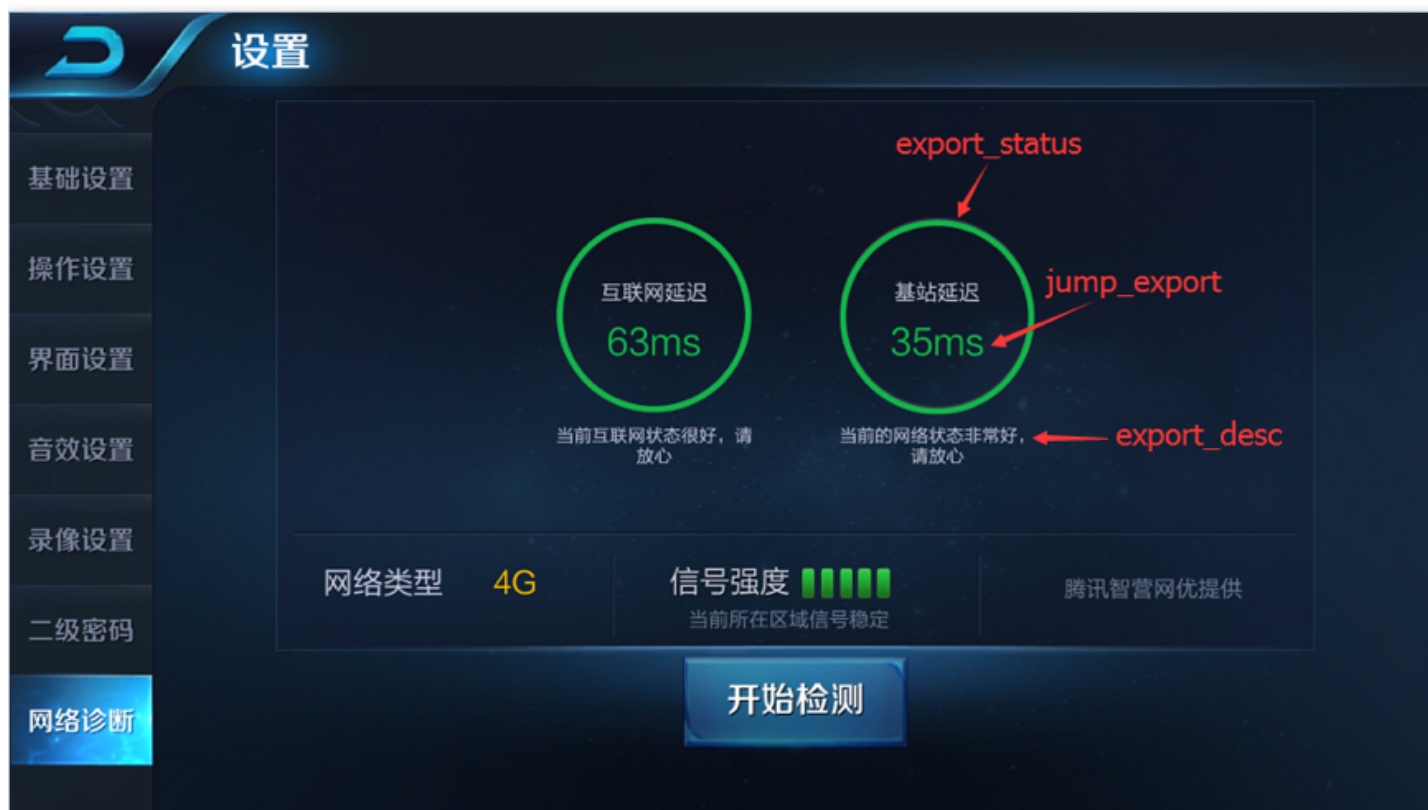 设置
基础设置
操作设置
界面设置
音效设置
录像设置
二级密码
网络诊断
export_status
互联网延迟
63ms
当前互联网状态很好，请
放心
基站延迟
35ms
jump_export
当前的网络状态非常好，
请放心
export_desc
网络类型 4G
信号强度
当前所在区域信号稳定
腾讯智营网优提供
开始检测